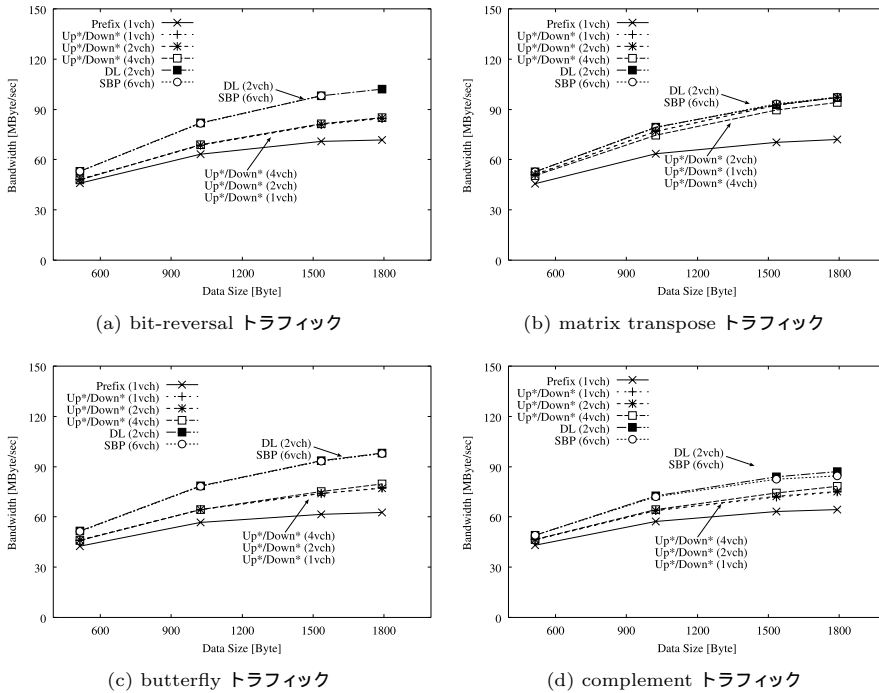 150
120
90
60
30
0
Bandwidth [MByte/sec]
Prefix (1vch)
Up*/Down* (1vch)
Up*/Down* (2vch)
Up*/Down* (4vch)
DL (2vch)
SBP (6vch)
DL (2vch)
SBP (6vch)
Up*/Down* (4vch)
Up*/Down* (2vch)
Up*/Down* (1vch)
600 900 1200 1500 1800
Data Size [Byte]
(a) bit-reversal トラフィック
150
120
90
60
30
0
Bandwidth [MByte/sec]
Prefix (1vch)
Up*/Down* (1vch)
Up*/Down* (2vch)
Up*/Down* (4vch)
DL (2vch)
SBP (6vch)
DL (2vch)
SBP (6vch)
Up*/Down* (2vch)
Up*/Down* (1vch)
Up*/Down* (4vch)
600 900 1200 1500 1800
Data Size [Byte]
(b) matrix transpose トラフィック
150
120
90
60
30
0
Bandwidth [MByte/sec]
Prefix (1vch)
Up*/Down* (1vch)
Up*/Down* (2vch)
Up*/Down* (4vch)
DL (2vch)
SBP (6vch)
DL (2vch)
SBP (6vch)
Up*/Down* (4vch)
Up*/Down* (2vch)
Up*/Down* (1vch)
600 900 1200 1500 1800
Data Size [Byte]
(c) butterfly トラフィック
150
120
90
60
30
0
Bandwidth [MByte/sec]
Prefix (1vch)
Up*/Down* (1vch)
Up*/Down* (2vch)
Up*/Down* (4vch)
DL (2vch)
SBP (6vch)
DL (2vch)
SBP (6vch)
Up*/Down* (4vch)
Up*/Down* (2vch)
Up*/Down* (1vch)
600 900 1200 1500 1800
Data Size [Byte]
(d) complement トラフィック